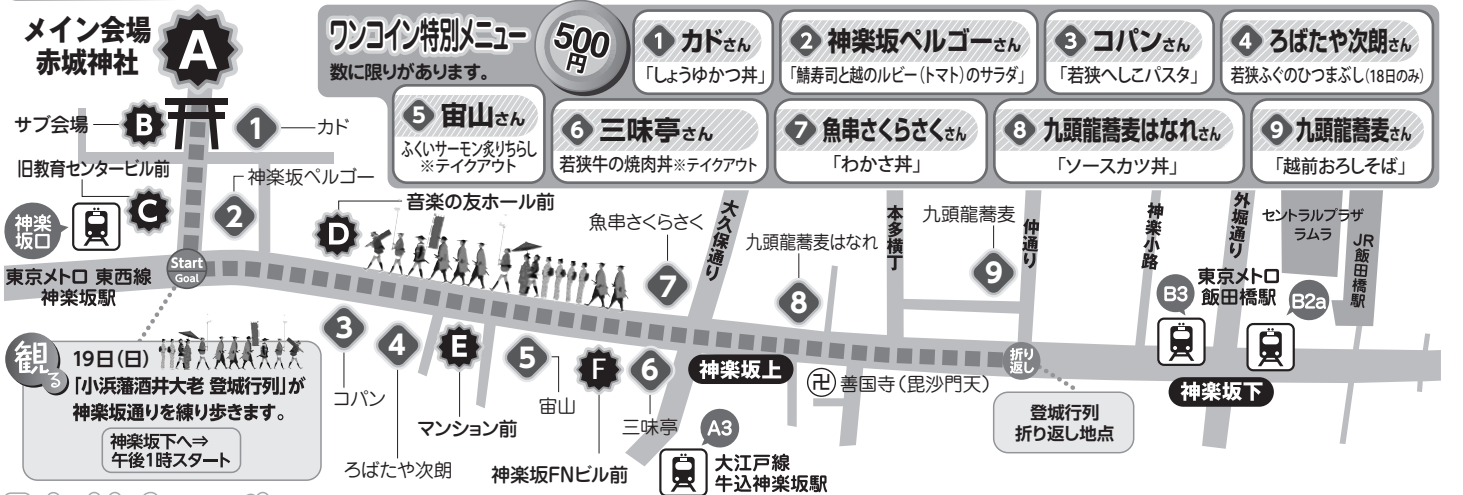 メイン会場
赤城神社
A
ワンコイン特別メニュー
数に限りがあります。
500円
1 カドさん
「しょうゆかつ丼」
2 神楽坂ペルゴーさん
「鯖寿司と越のルビー(トマト)のサラダ」
3 コパンさん
「若狭へしこパスタ」
4 ろばたや次朗さん
若狭ふぐのひつまぶし(18日のみ)
5 宙山さん
ふくいサーモン炙りちらし
※テイクアウト
6 三味亭さん
若狭牛の焼肉丼※テイクアウト
7 魚串さくらさくさん
「わかさ丼」
8 九頭龍蕎麦はなれさん
「ソースカツ丼」
9 九頭龍蕎麦さん
「越前おろしそば」
サブ会場
B
1
カド
旧教育センタービル前
C
神楽坂ペルゴー
2
神楽坂口
東京メトロ 東西線
神楽坂駅
Start
Goal
D
音楽の友ホール前
魚串さくらさく
7
大久保通り
九頭龍蕎麦はなれ
8
本多横丁
九頭龍蕎麦
9
仲通り
神楽小路
外堀通り
セントラルプラザ
ラムラ
JR飯田橋駅
B3
東京メトロ
飯田橋駅
B2a
3
コパン
4
ろばたや次朗
E
マンション前
5
宙山
F
神楽坂FNビル前
6
三味亭
神楽坂上
A3
大江戸線
牛込神楽坂駅
卍 善国寺(毘沙門天)
折り返し
登城行列
折り返し地点
神楽坂下
観る
19日(日)
「小浜藩酒井大老 登城行列」が
神楽坂通りを練り歩きます。
神楽坂下へ⇒
午後1時スタート